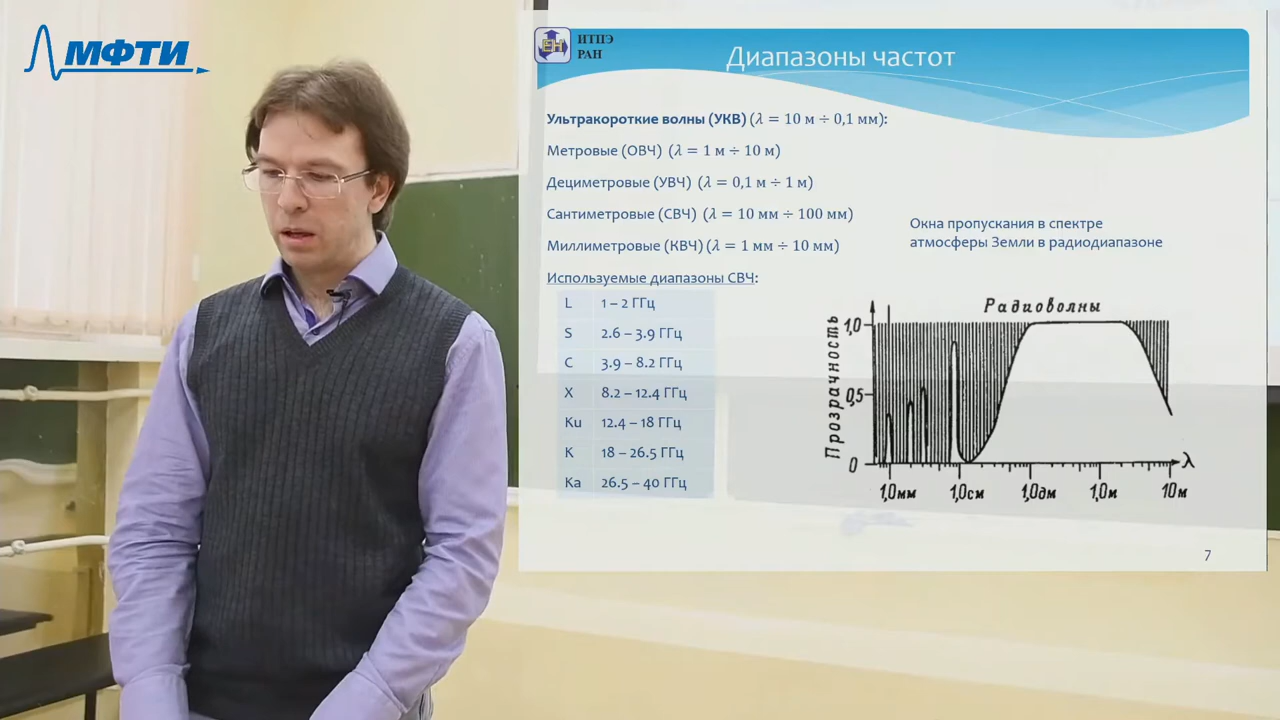 МФТИ
ИТПЭ
РАН
Диапазоны частот
Ультракороткие волны (УКВ) (λ = 10 м ÷ 0,1 мм):
Метровые (ОВЧ) (λ = 1 м ÷ 10 м)
Дециметровые (УВЧ) (λ = 0,1 м ÷ 1 м)
Сантиметровые (СВЧ) (λ = 10 мм ÷ 100 мм)
Миллиметровые (КВЧ) (λ = 1 мм ÷ 10 мм)
Используемые диапазоны СВЧ:
L 1 – 2 ГГц
S 2.6 – 3.9 ГГц
C 3.9 – 8.2 ГГц
X 8.2 – 12.4 ГГц
Ku 12.4 – 18 ГГц
K 18 – 26.5 ГГц
Ka 26.5 – 40 ГГц
Окна пропускания в спектре
атмосферы Земли в радиодиапазоне
Радиоволны
Прозрачность
1,0
0,5
0
λ
1,0мм 1,0см 1,0дм 1,0м 10м
7